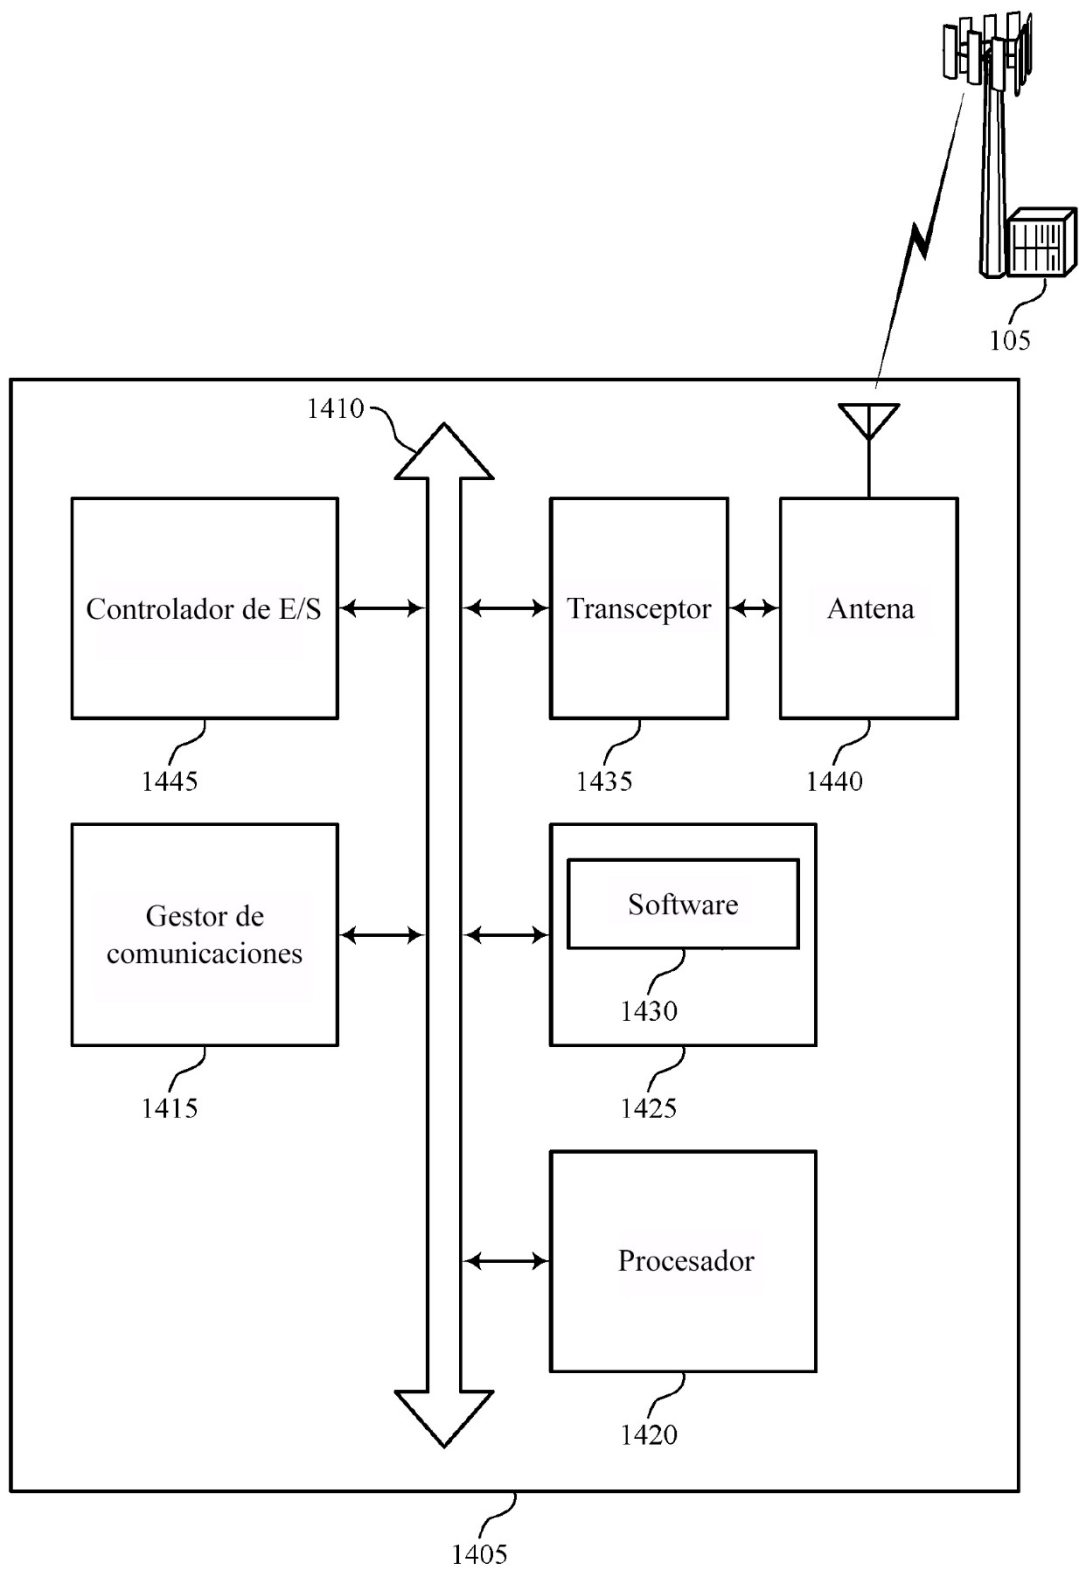 105
1410
Controlador de E/S
Transceptor
Antena
1445
1435
1440
Gestor de
comunicaciones
Software
1430
1415
1425
Procesador
1420
1405